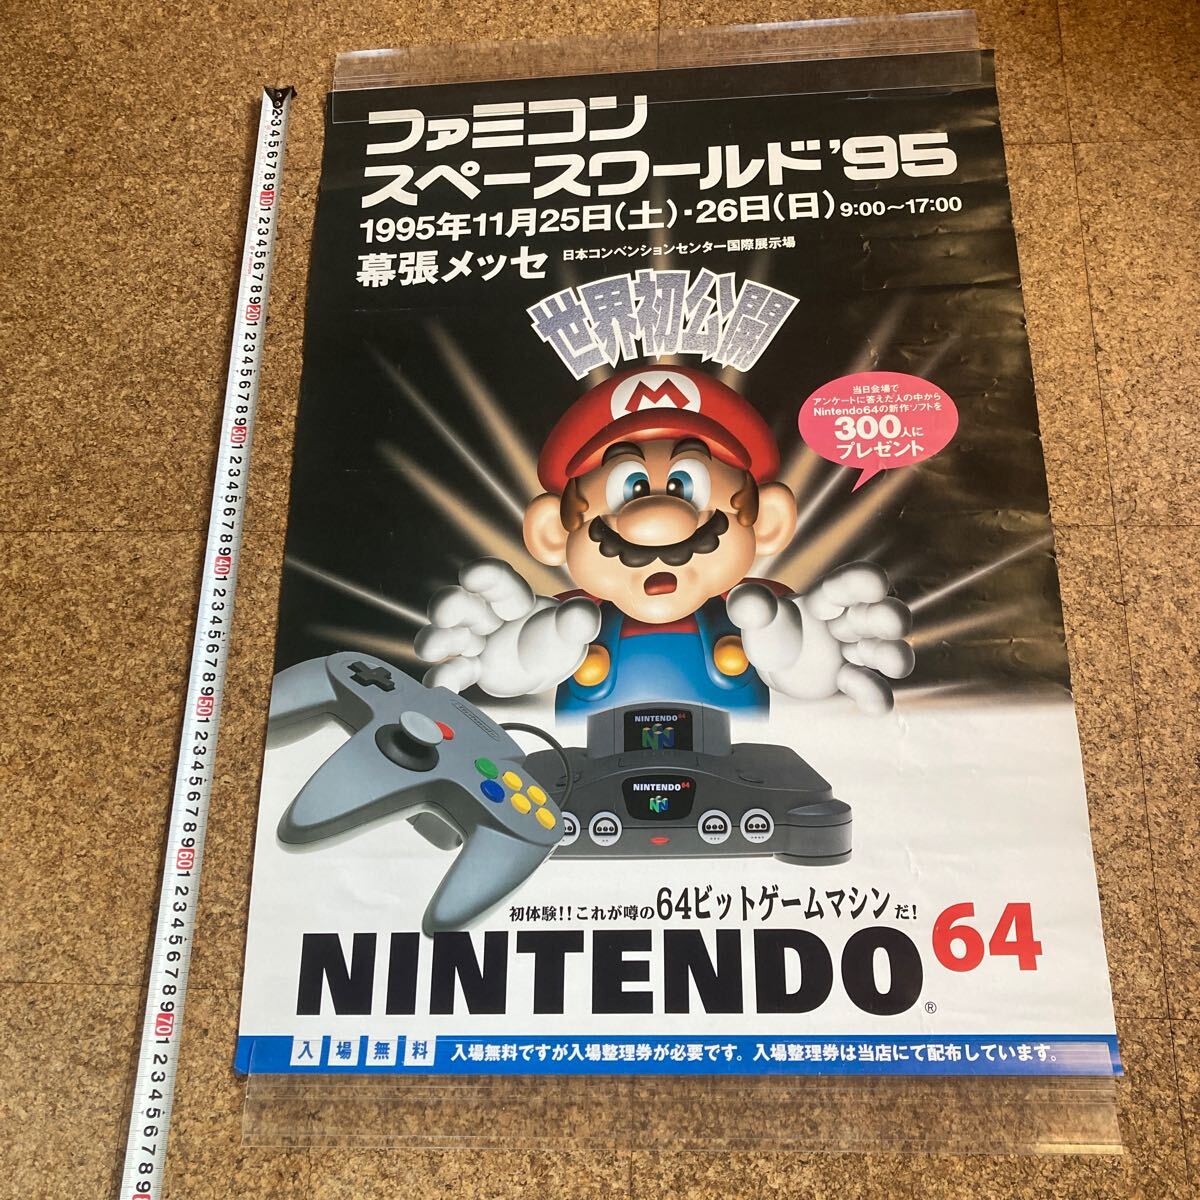 ファミコン
スペースワールド'95
1995年11月25日(土)・26日(日) 9:00〜17:00
幕張メッセ 日本コンベンションセンター国際展示場
世界初公開
M
当日会場で
アンケートに答えた人の中から
Nintendo64の新作ソフトを
300人に
プレゼント
NINTENDO64
NINTENDO64
初体験!!これが噂の64ビットゲームマシンだ!
NINTENDO64®
入場無料 入場無料ですが入場整理券が必要です。入場整理券は当店にて配布しています。